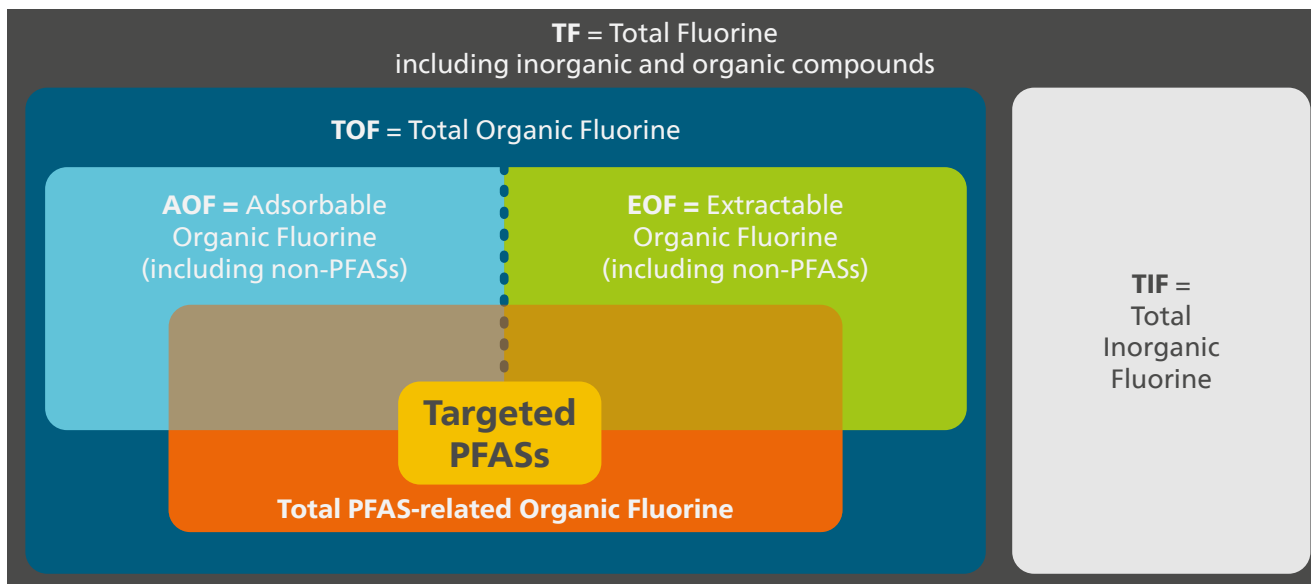 TF = Total Fluorine
including inorganic and organic compounds
TOF = Total Organic Fluorine
AOF = Adsorbable
Organic Fluorine
(including non-PFASs)
EOF = Extractable
Organic Fluorine
(including non-PFASs)
TIF =
Total
Inorganic
Fluorine
Targeted
PFASs
Total PFAS-related Organic Fluorine